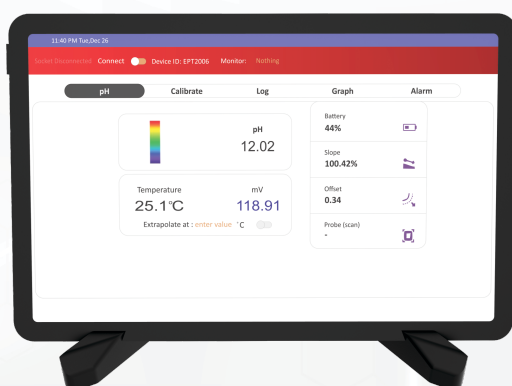 11:40 PM Tue,Dec 26
Socket Disconnected Connect Device ID: EPT2006 Monitor: Nothing
pH Calibrate Log Graph Alarm
pH
12.02
Temperature mV
25.1°C 118.91
Extrapolate at : enter value °C
Battery
44%
Slope
100.42%
Offset
0.34
Probe (scan)
-